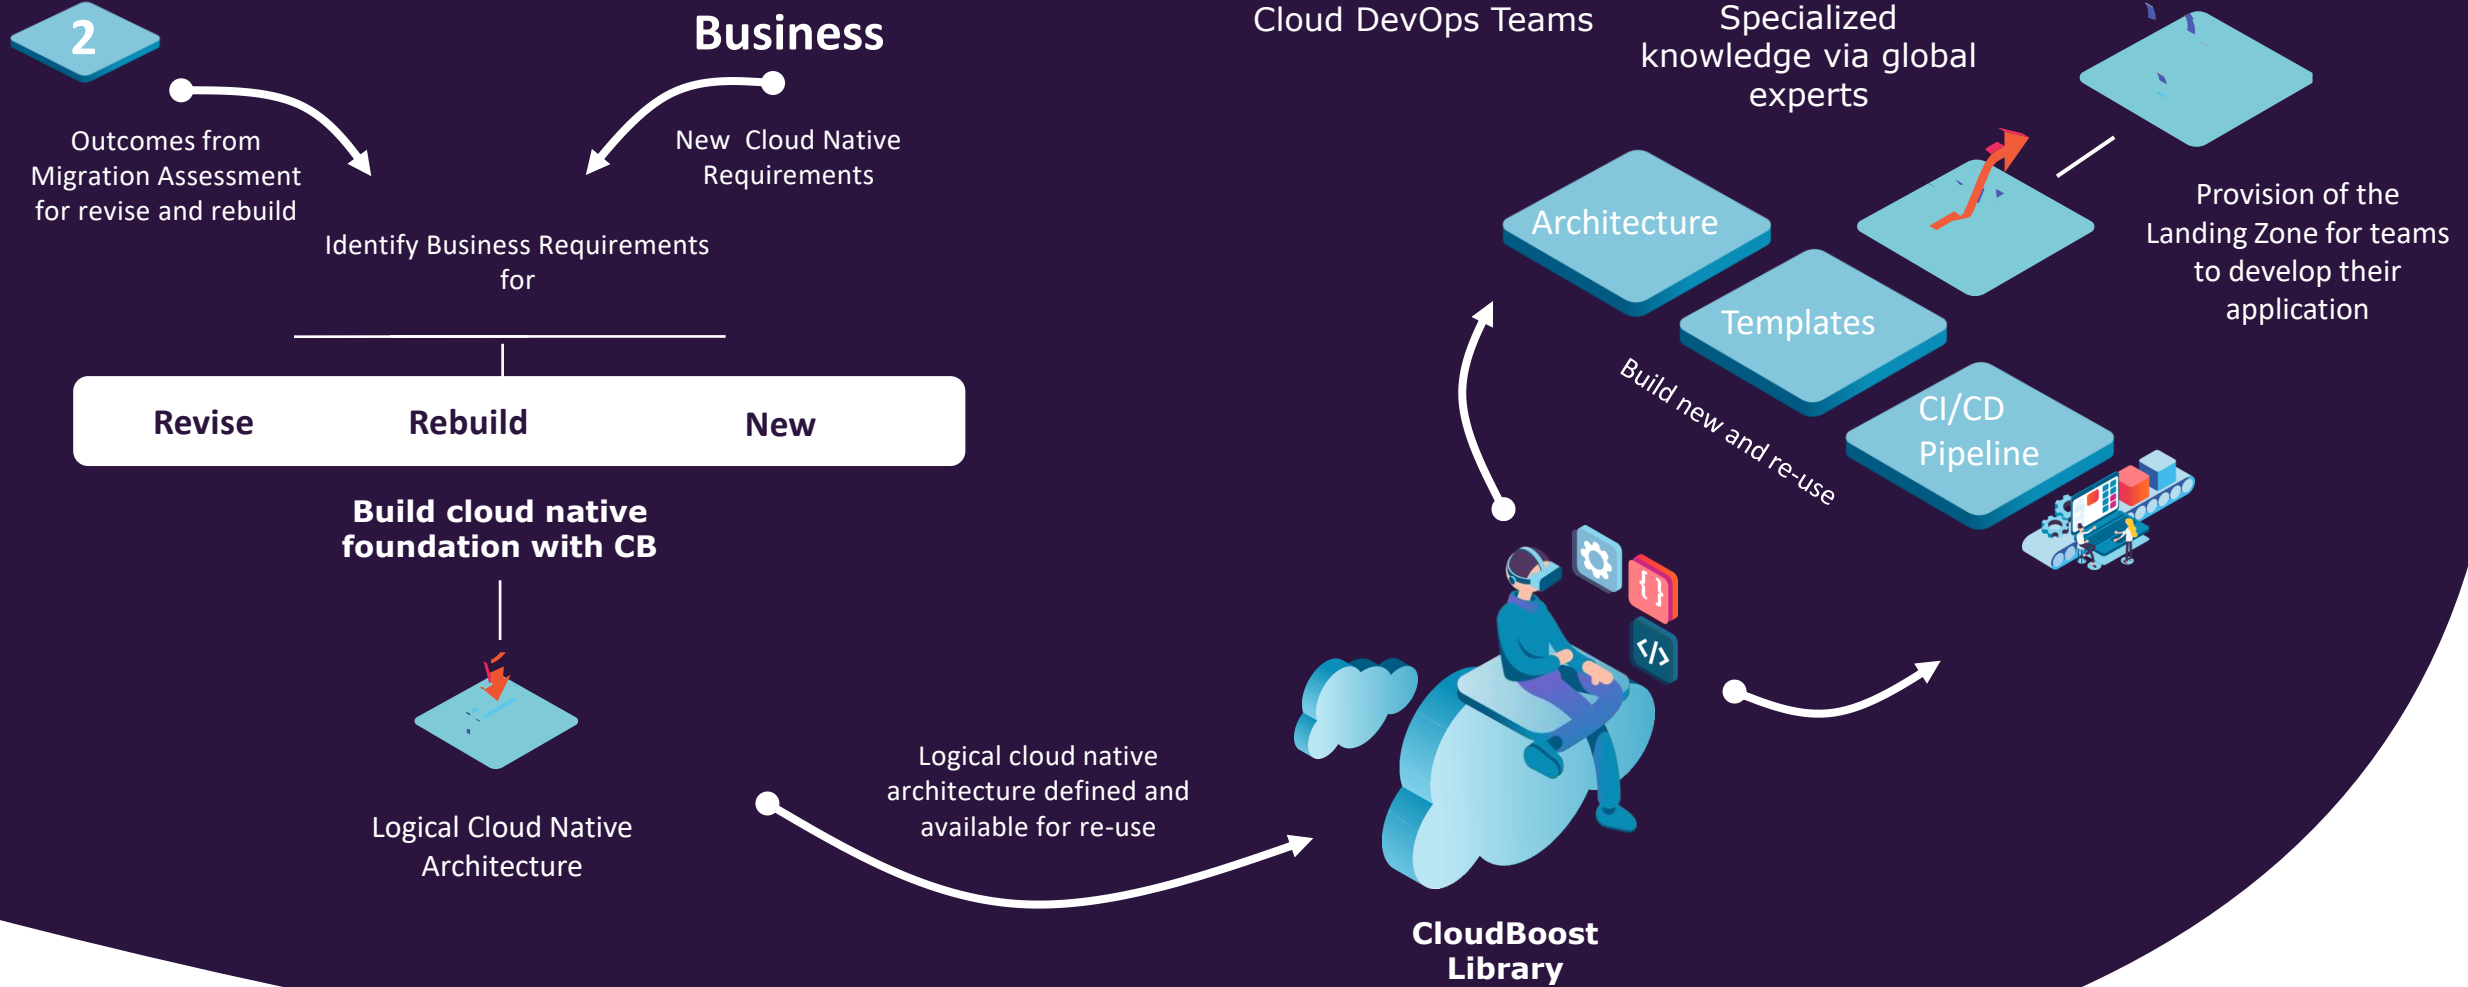 2
Business
Outcomes from
Migration Assessment
for revise and rebuild
New Cloud Native
Requirements
Identify Business Requirements
for
Revise
Rebuild
New
Build cloud native
foundation with CB
Logical Cloud Native
Architecture
Logical cloud native
architecture defined and
available for re-use
Cloud DevOps Teams
Specialized
knowledge via global
experts
Architecture
Templates
CI/CD
Pipeline
Build new and re-use
Provision of the
Landing Zone for teams
to develop their
application
{}
</>
CloudBoost
Library